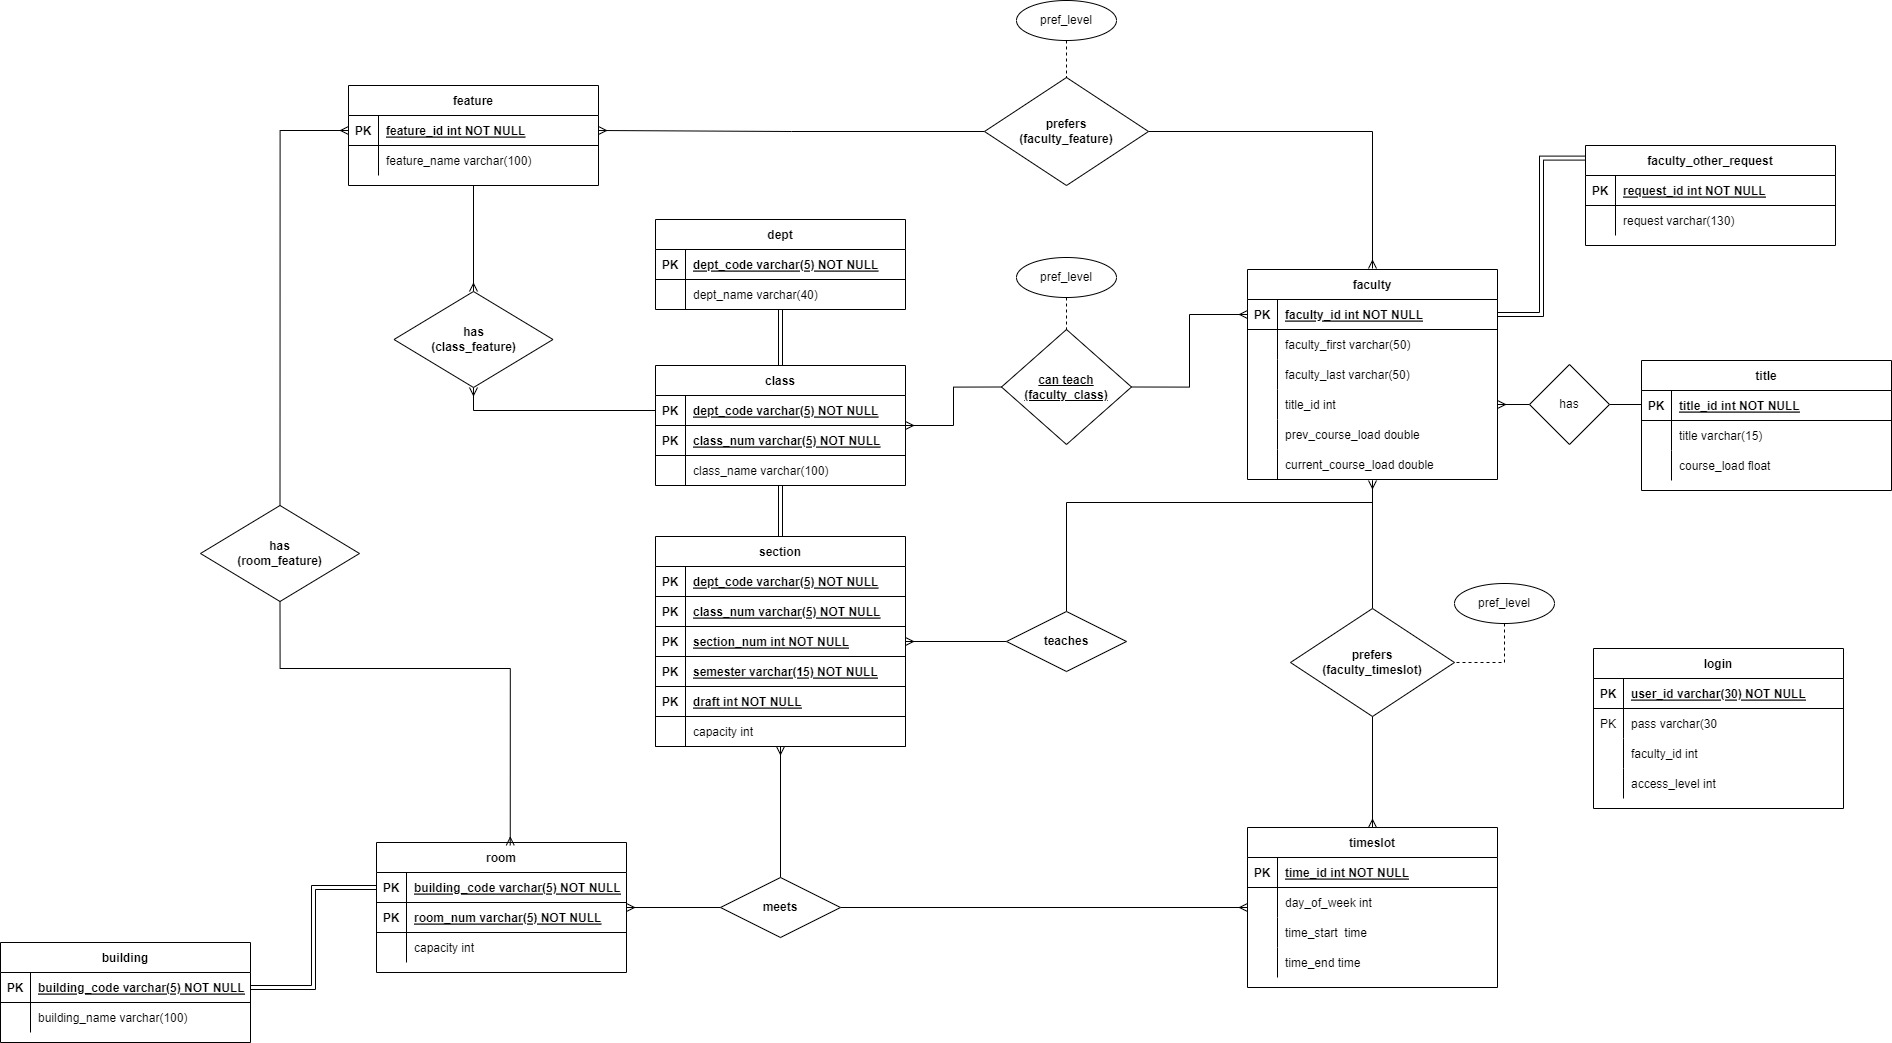 pref_level
feature
PK feature_id int NOT NULL
feature_name varchar(100)
prefers
(faculty_feature)
faculty_other_request
PK request_id int NOT NULL
request varchar(130)
dept
PK dept_code varchar(5) NOT NULL
dept_name varchar(40)
pref_level
faculty
PK faculty_id int NOT NULL
faculty_first varchar(50)
faculty_last varchar(50)
title_id int
prev_course_load double
current_course_load double
has
(class_feature)
class
PK dept_code varchar(5) NOT NULL
PK class_num varchar(5) NOT NULL
class_name varchar(100)
can teach
(faculty_class)
has
title
PK title_id int NOT NULL
title varchar(15)
course_load float
has
(room_feature)
section
PK dept_code varchar(5) NOT NULL
PK class_num varchar(5) NOT NULL
PK section_num int NOT NULL
PK semester varchar(15) NOT NULL
PK draft int NOT NULL
capacity int
teaches
pref_level
prefers
(faculty_timeslot)
login
PK user_id varchar(30) NOT NULL
PK pass varchar(30
faculty_id int
access_level int
room
PK building_code varchar(5) NOT NULL
PK room_num varchar(5) NOT NULL
capacity int
meets
timeslot
PK time_id int NOT NULL
day_of_week int
time_start  time
time_end time
building
PK building_code varchar(5) NOT NULL
building_name varchar(100)